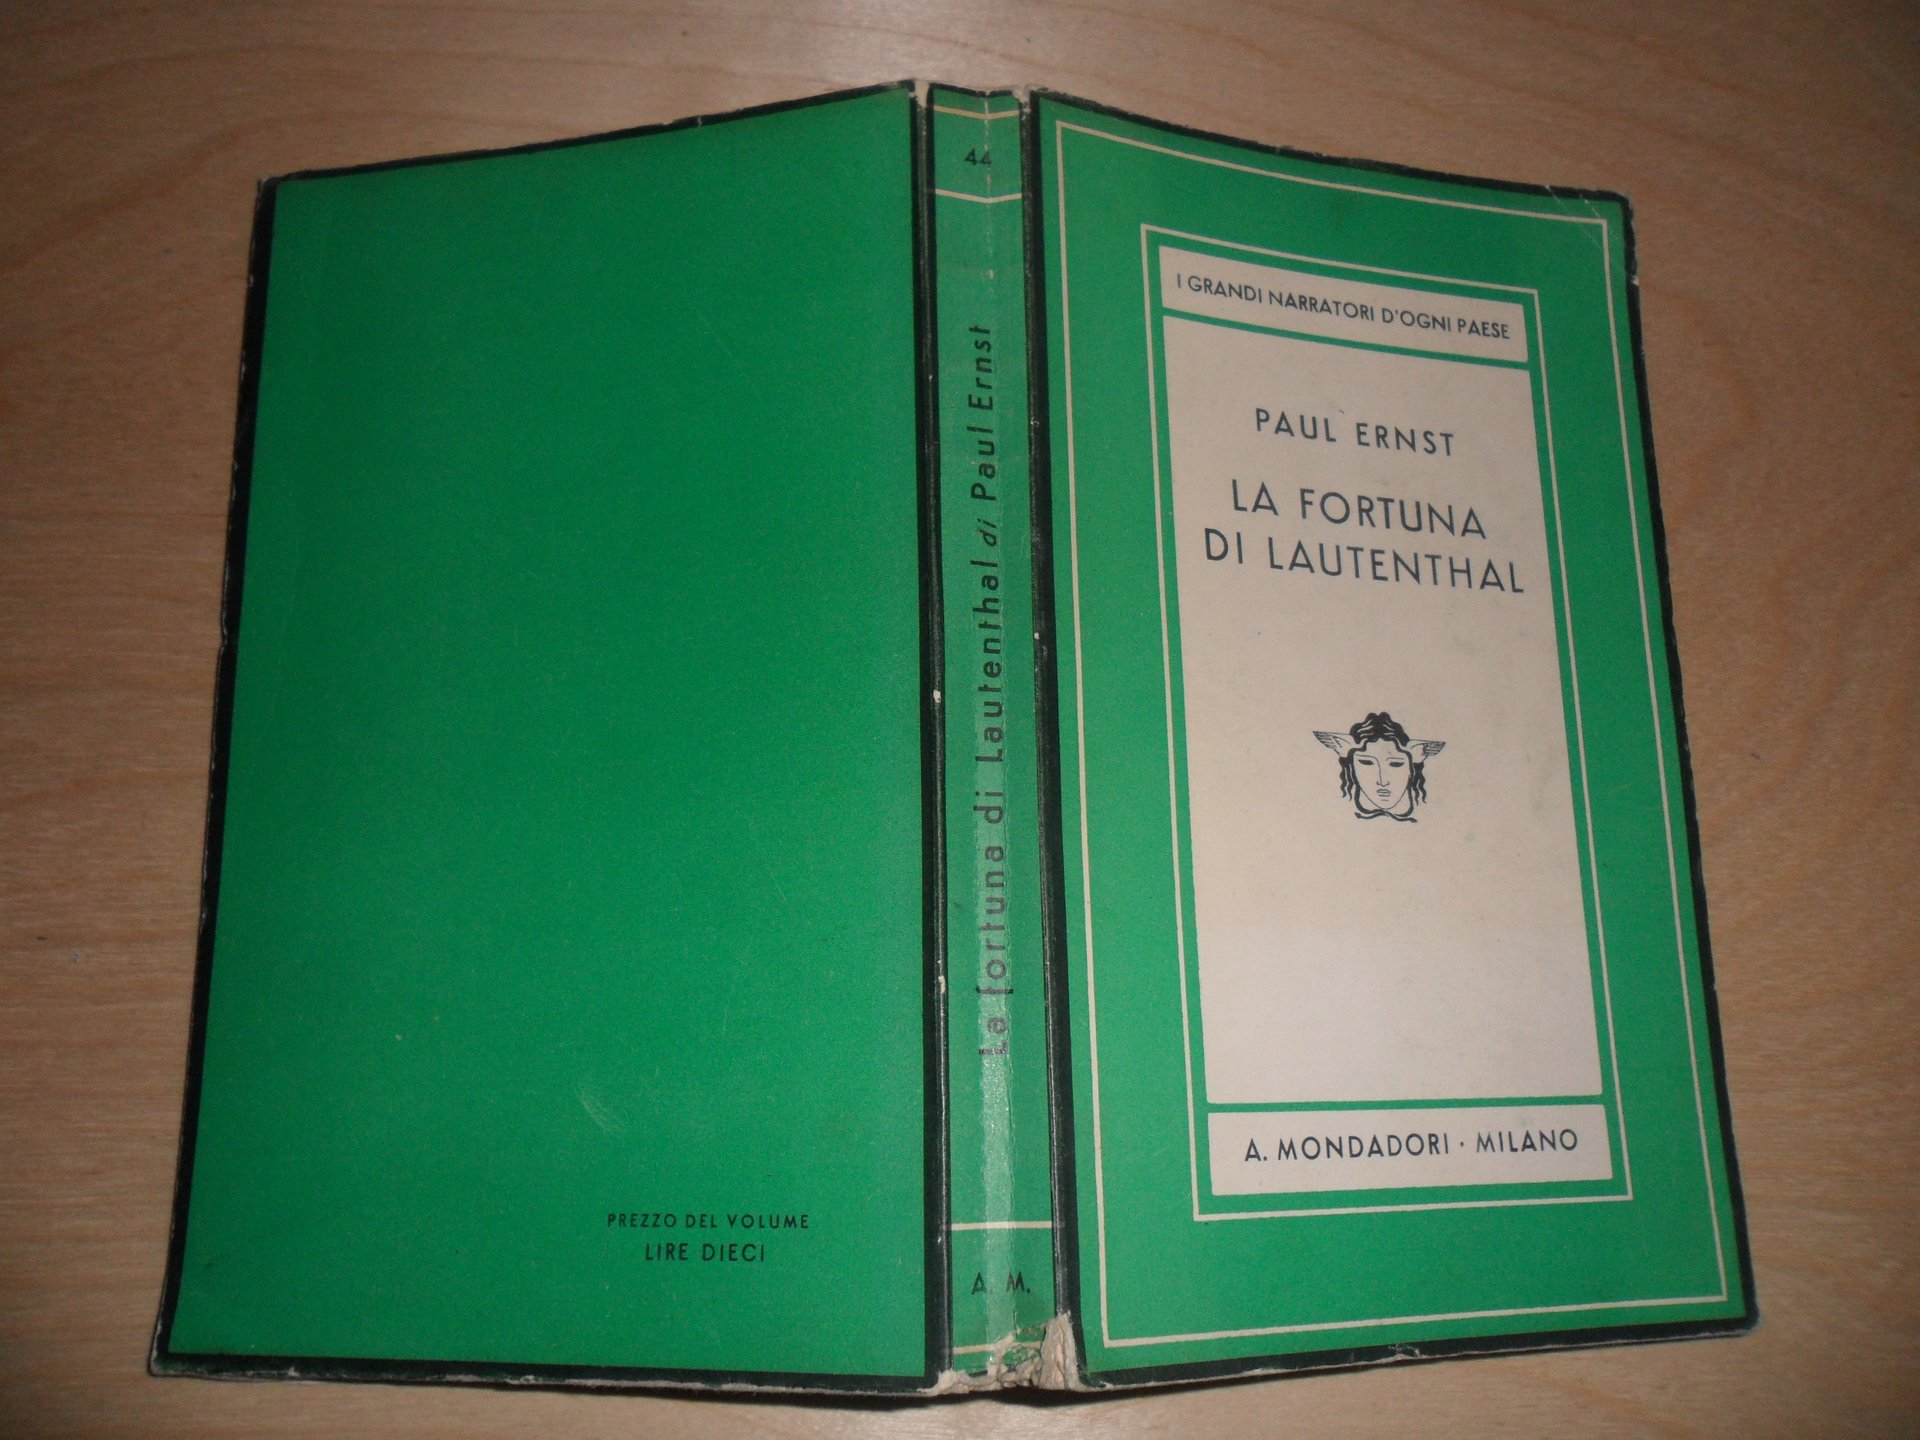 PREZZO DEL VOLUME
LIRE DIECI
44
La fortuna di Lautenthal di Paul Ernst
A. M.
I GRANDI NARRATORI D'OGNI PAESE
PAUL ERNST
LA FORTUNA
DI LAUTENTHAL
A. MONDADORI · MILANO